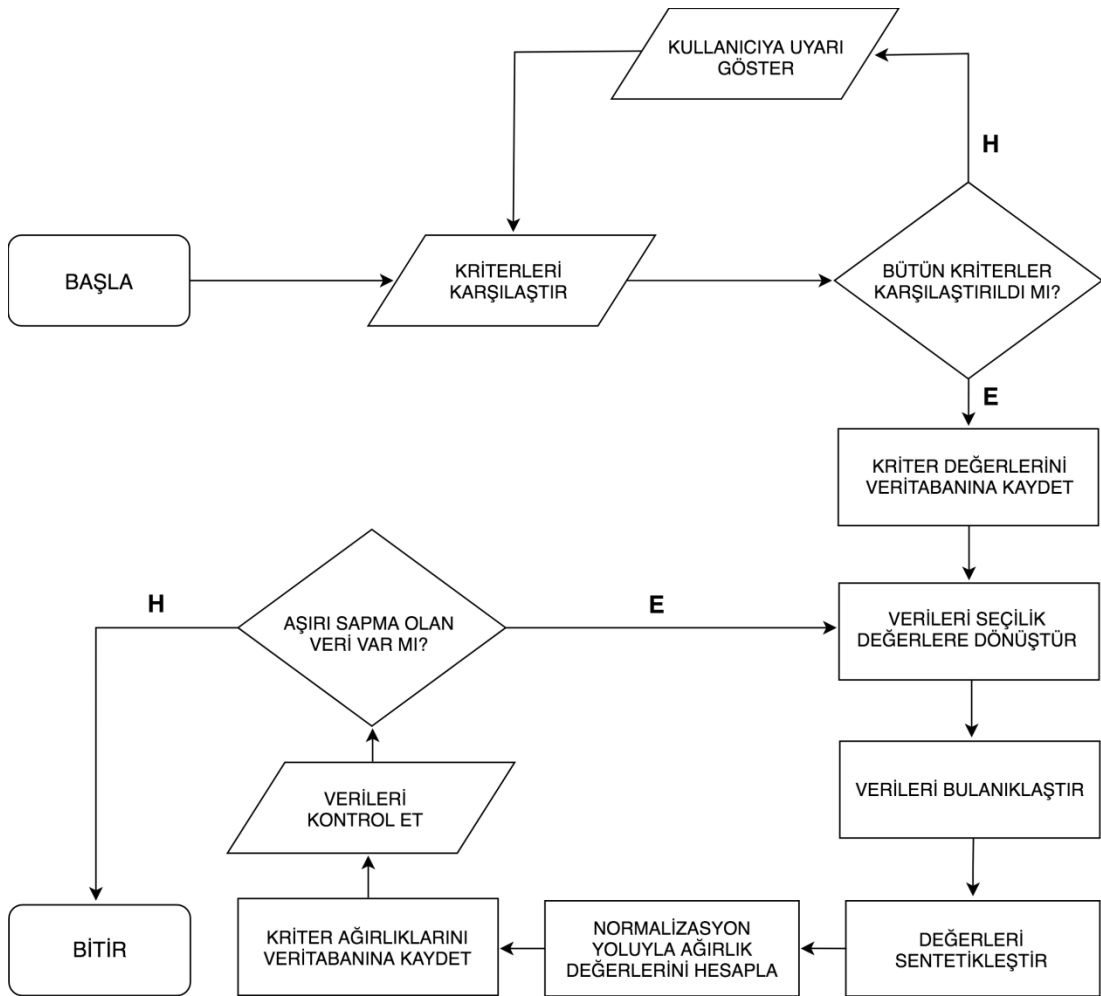 KULLANICIYA UYARI
GÖSTER
H
BAŞLA
KRİTERLERİ
KARŞILAŞTIR
BÜTÜN KRİTERLER
KARŞILAŞTIRILDI MI?
E
KRİTER DEĞERLERİNİ
VERİTABANINA KAYDET
VERİLERİ SEÇİLİK
DEĞERLERE DÖNÜŞTÜR
E
AŞIRI SAPMA OLAN
VERİ VAR MI?
H
VERİLERİ BULANIKLAŞTIR
VERİLERİ
KONTROL ET
DEĞERLERİ
SENTETİKLEŞTİR
NORMALİZASYON
YOLUYLA AĞIRLIK
DEĞERLERİNİ HESAPLA
KRİTER AĞIRLIKLARINI
VERİTABANINA KAYDET
BİTİR